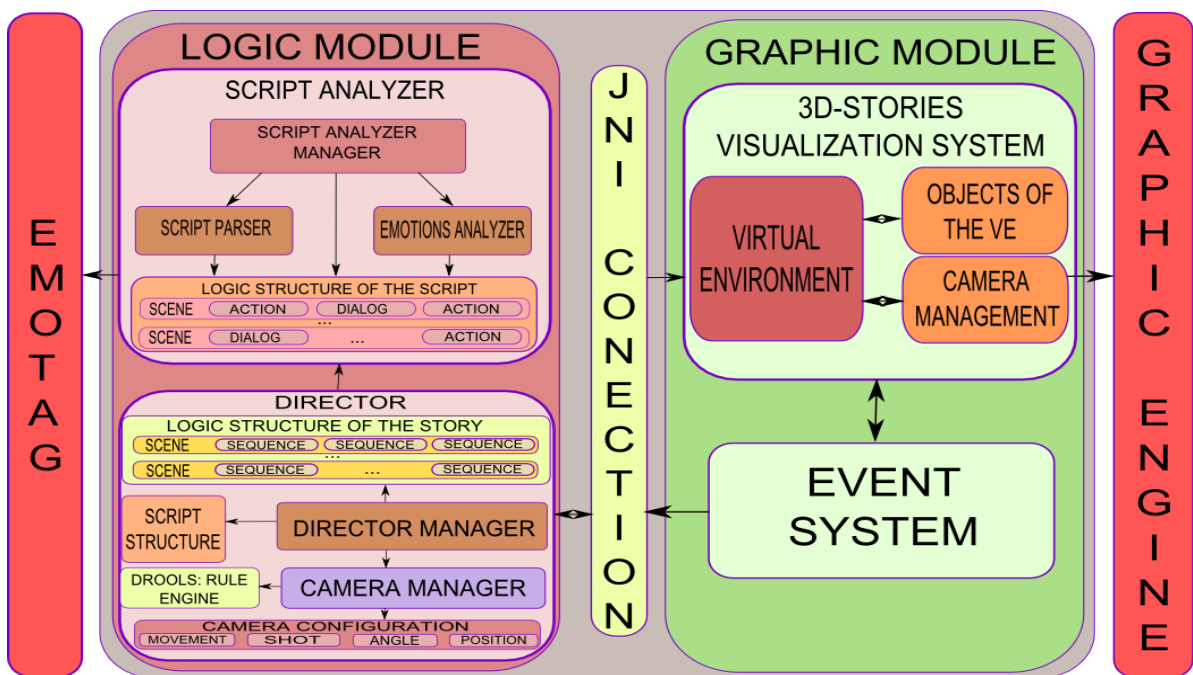 EMOTAG
LOGIC MODULE
SCRIPT ANALYZER
SCRIPT ANALYZER
MANAGER
SCRIPT PARSER
EMOTIONS ANALYZER
LOGIC STRUCTURE OF THE SCRIPT
SCENE ACTION DIALOG ACTION
...
SCENE DIALOG ... ACTION
DIRECTOR
LOGIC STRUCTURE OF THE STORY
SCENE SEQUENCE SEQUENCE SEQUENCE
...
SCENE SEQUENCE ... SEQUENCE
SCRIPT
STRUCTURE
DIRECTOR MANAGER
DROOLS: RULE
ENGINE
CAMERA MANAGER
CAMERA CONFIGURATION
MOVEMENT SHOT ANGLE POSITION
JNI CONECTION
GRAPHIC MODULE
3D-STORIES
VISUALIZATION SYSTEM
VIRTUAL
ENVIRONMENT
OBJECTS OF
THE VE
CAMERA
MANAGEMENT
EVENT
SYSTEM
GRAPHIC ENGINE